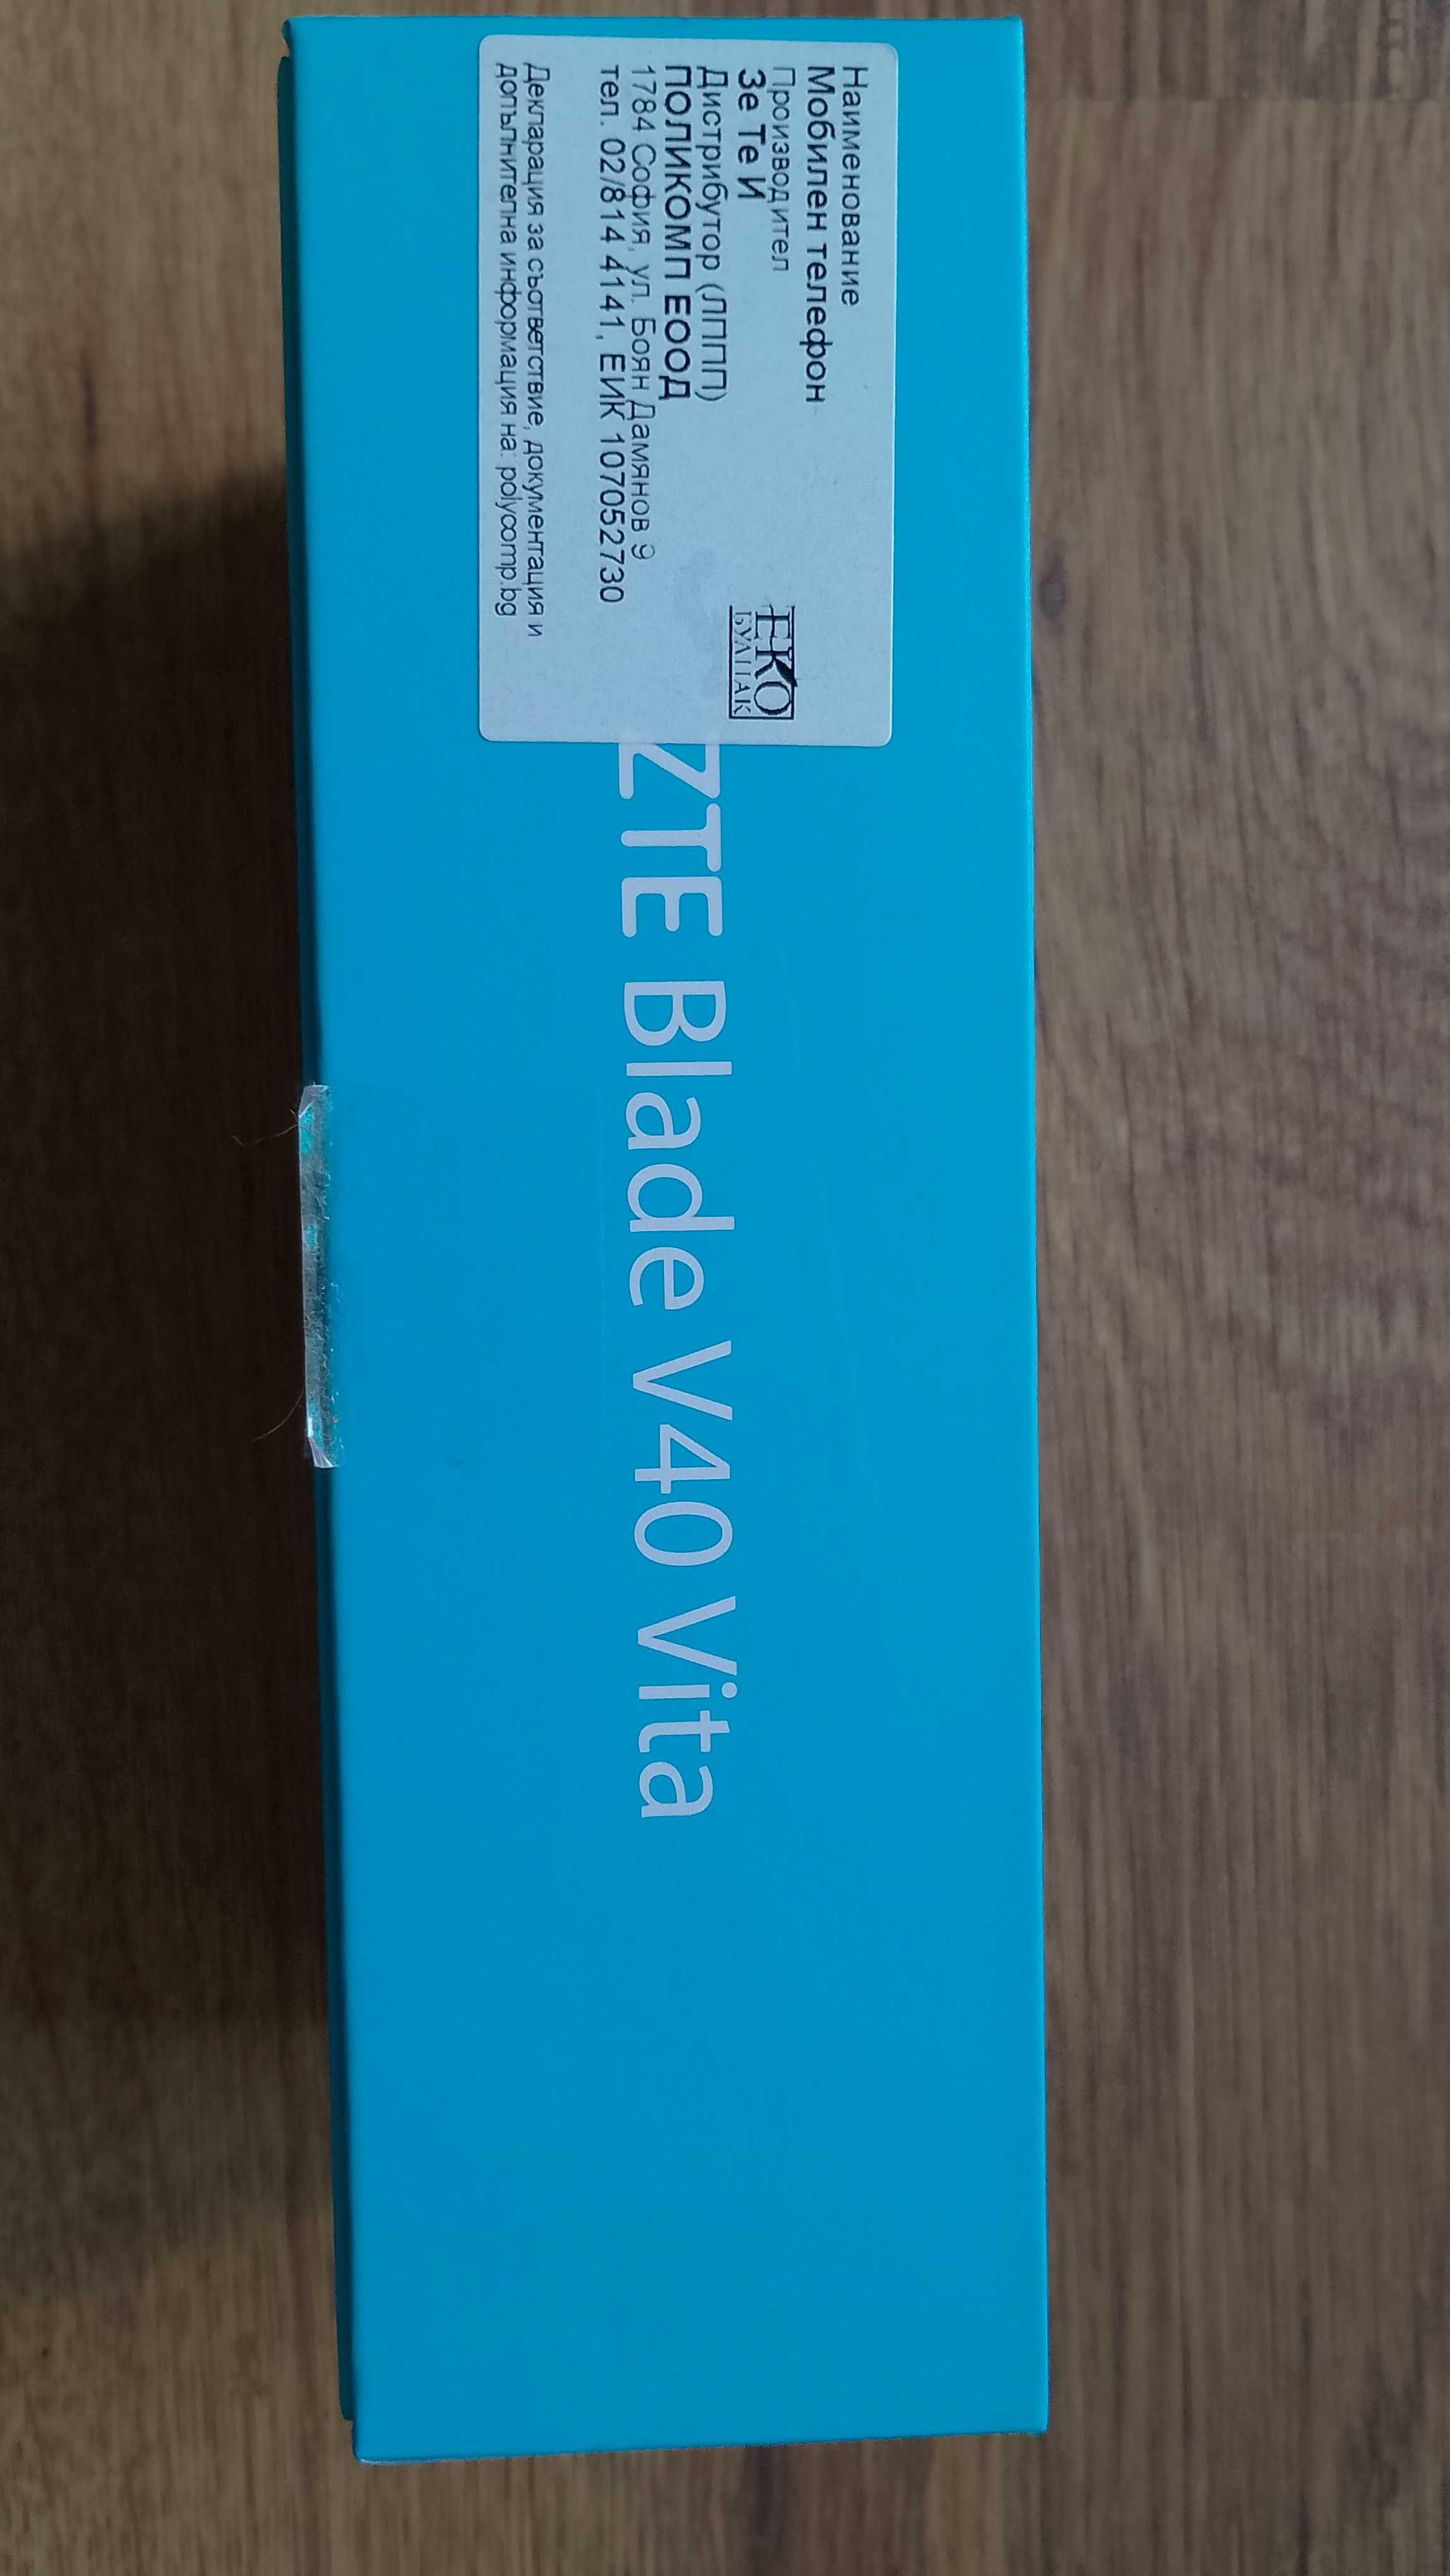 Наименование
Мобилен телефон
Производител
Зе Те И
Дистрибутор (ЛППП)
ПОЛИКОМП ЕООД
1784 София, ул. Боян Дамянов 9
тел. 02/814 4141, ЕИК 107052730
Декларация за съответствие, документация и
допълнителна информация на: polycomp.bg
ЕКО
БУЛПАК
ZTE Blade V40 Vita